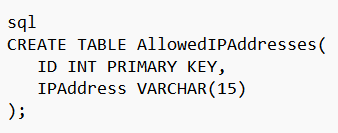 sql
CREATE TABLE AllowedIPAddresses(
    ID INT PRIMARY KEY,
    IPAddress VARCHAR(15)
);